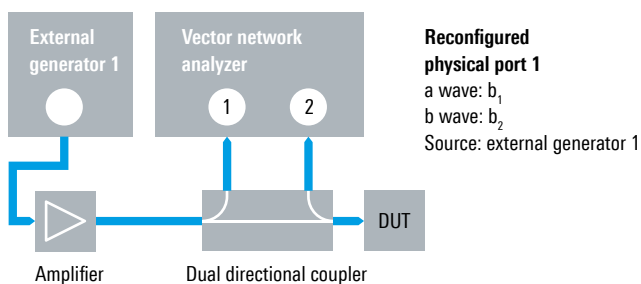 External
generator 1
Vector network
analyzer
1
2
Reconfigured
physical port 1
a wave: b₁
b wave: b₂
Source: external generator 1
DUT
Amplifier
Dual directional coupler